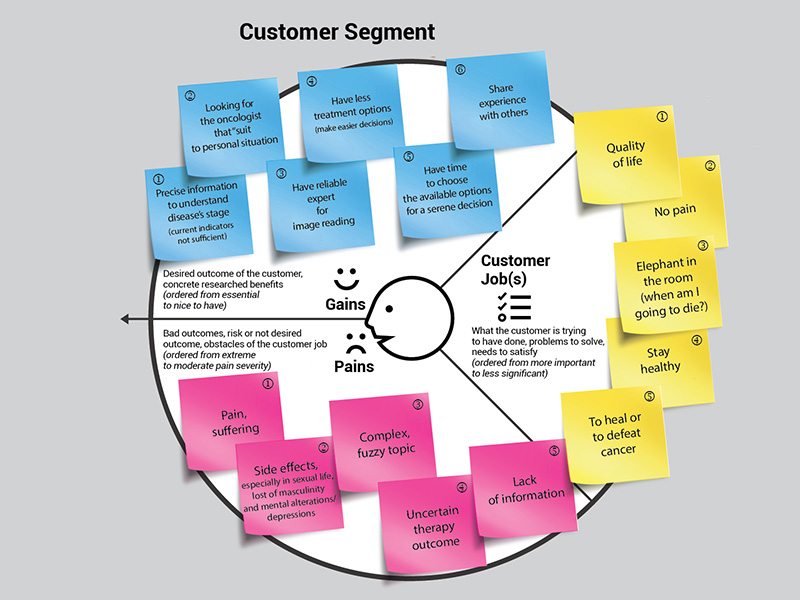 Customer Segment
②
Looking for
the oncologist
that “suit
to personal situation
④
Have less
treatment options
(make easier decisions)
⑥
Share
experience
with others
①
Precise information
to understand
disease's stage
(current indicators
not sufficient)
③
Have reliable
expert
for
image reading
⑤
Have time
to choose
the available options
for a serene decision
Desired outcome of the customer,
concrete researched benefits
(ordered from essential
to nice to have)
Gains
Bad outcomes, risk or not desired
outcome, obstacles of the customer job
(ordered from extreme
to moderate pain severity)
Pains
Customer
Job(s)
What the customer is trying
to have done, problems to solve,
needs to satisfy
(ordered from more important
to less significant)
①
Quality
of life
②
No pain
③
Elephant in
the room
(when am I
going to die?)
④
Stay
healthy
⑤
To heal or
to defeat
cancer
①
Pain,
suffering
②
Side effects,
especially in sexual life,
lost of masculinity
and mental alterations/
depressions
③
Complex,
fuzzy topic
④
Uncertain
therapy
outcome
⑤
Lack
of information